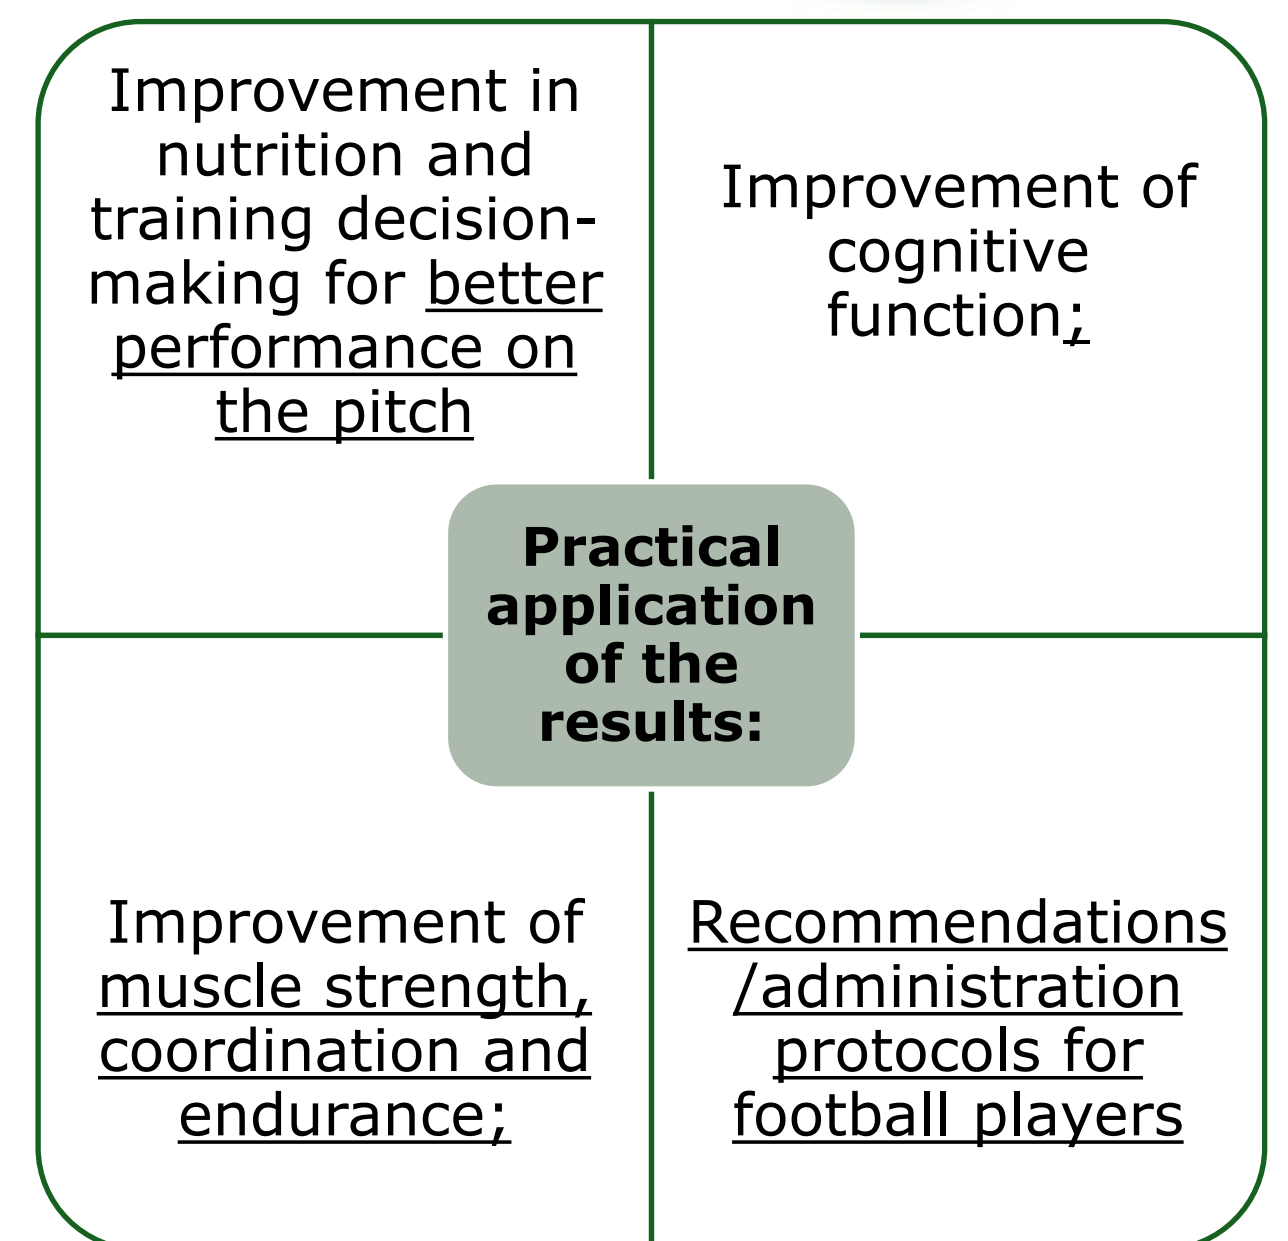 Improvement in
nutrition and
training decision-
making for better
performance on
the pitch
Improvement of
cognitive
function;
Practical
application
of the
results:
Improvement of
muscle strength,
coordination and
endurance;
Recommendations
/administration
protocols for
football players